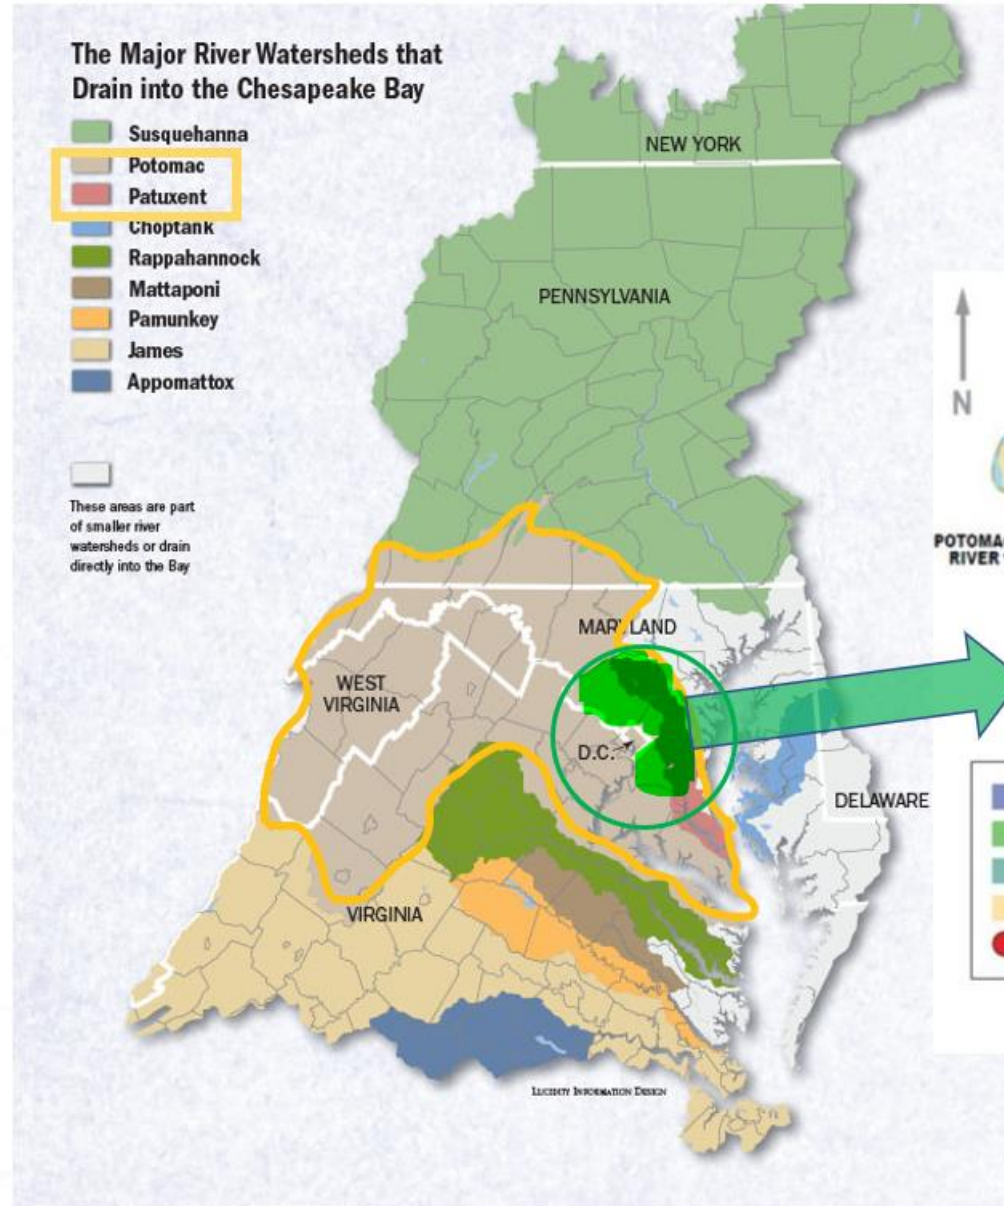 The Major River Watersheds that
Drain into the Chesapeake Bay
Susquehanna
Potomac
Patuxent
Choptank
Rappahannock
Mattaponi
Pamunkey
James
Appomattox
These areas are part
of smaller river
watersheds or drain
directly into the Bay
NEW YORK
PENNSYLVANIA
N
POTOMA
RIVER
MARYLAND
WEST
VIRGINIA
D.C.
DELAWARE
VIRGINIA
LUCIDITY INFORMATION DESIGN